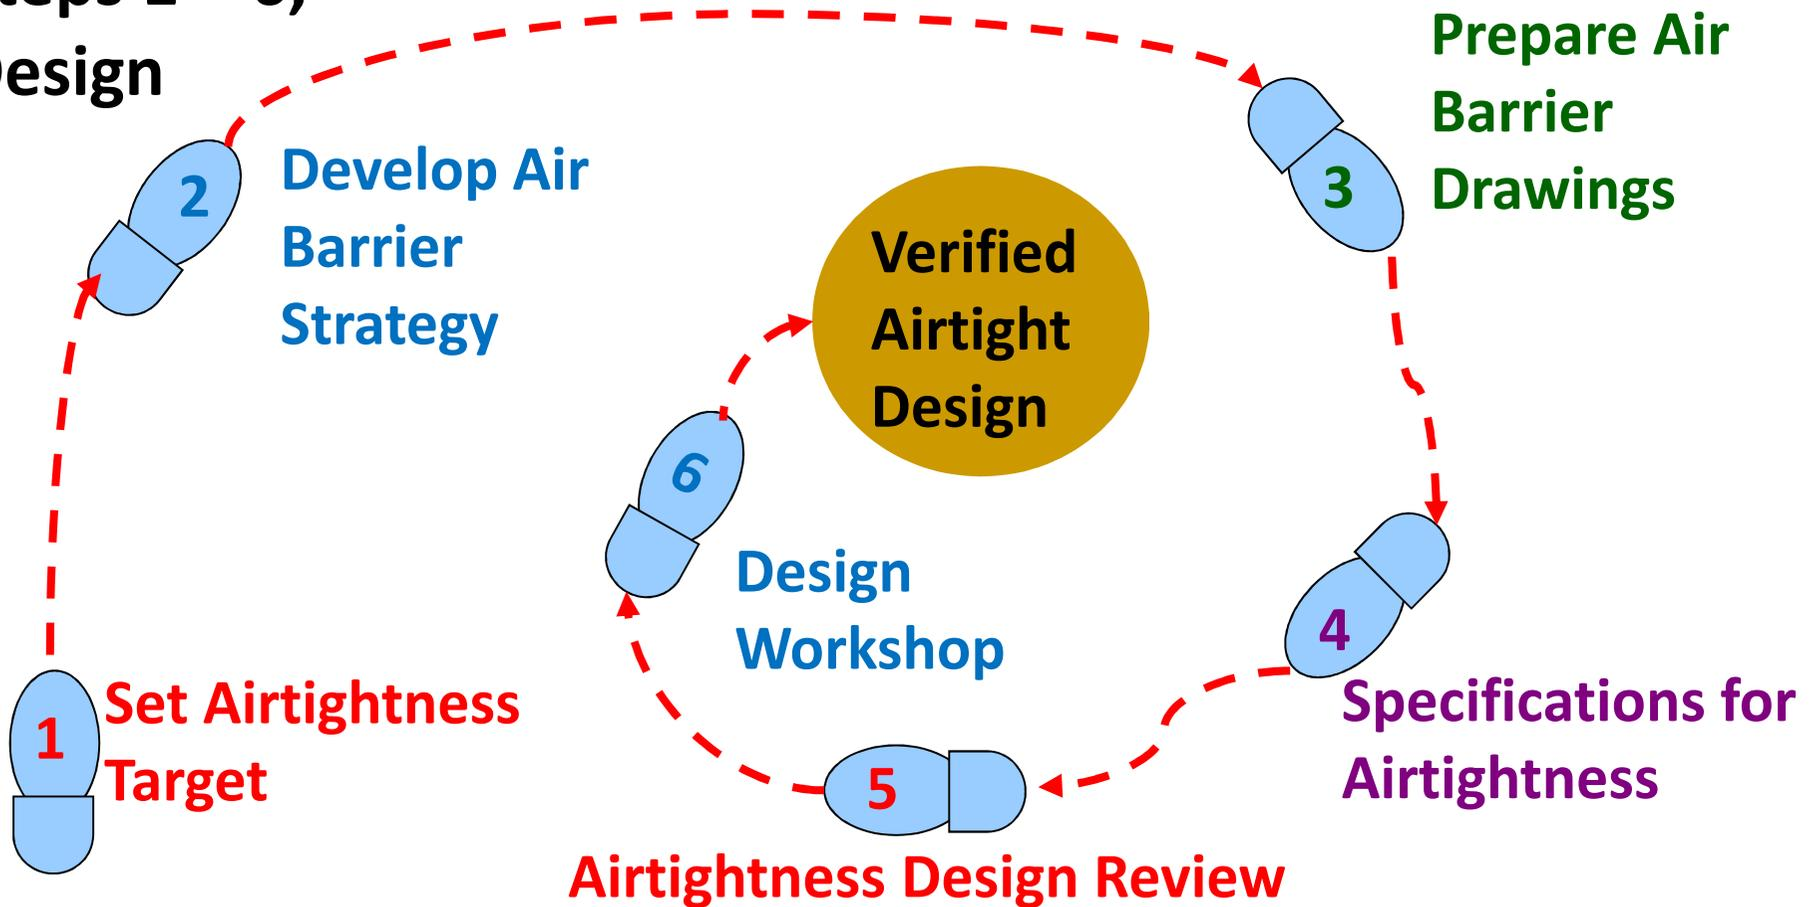 Design
Prepare Air
Barrier
Drawings
2
Develop Air
Barrier
Strategy
3
Verified
Airtight
Design
6
Design
Workshop
4
1
Set Airtightness
Target
Specifications for
Airtightness
5
Airtightness Design Review